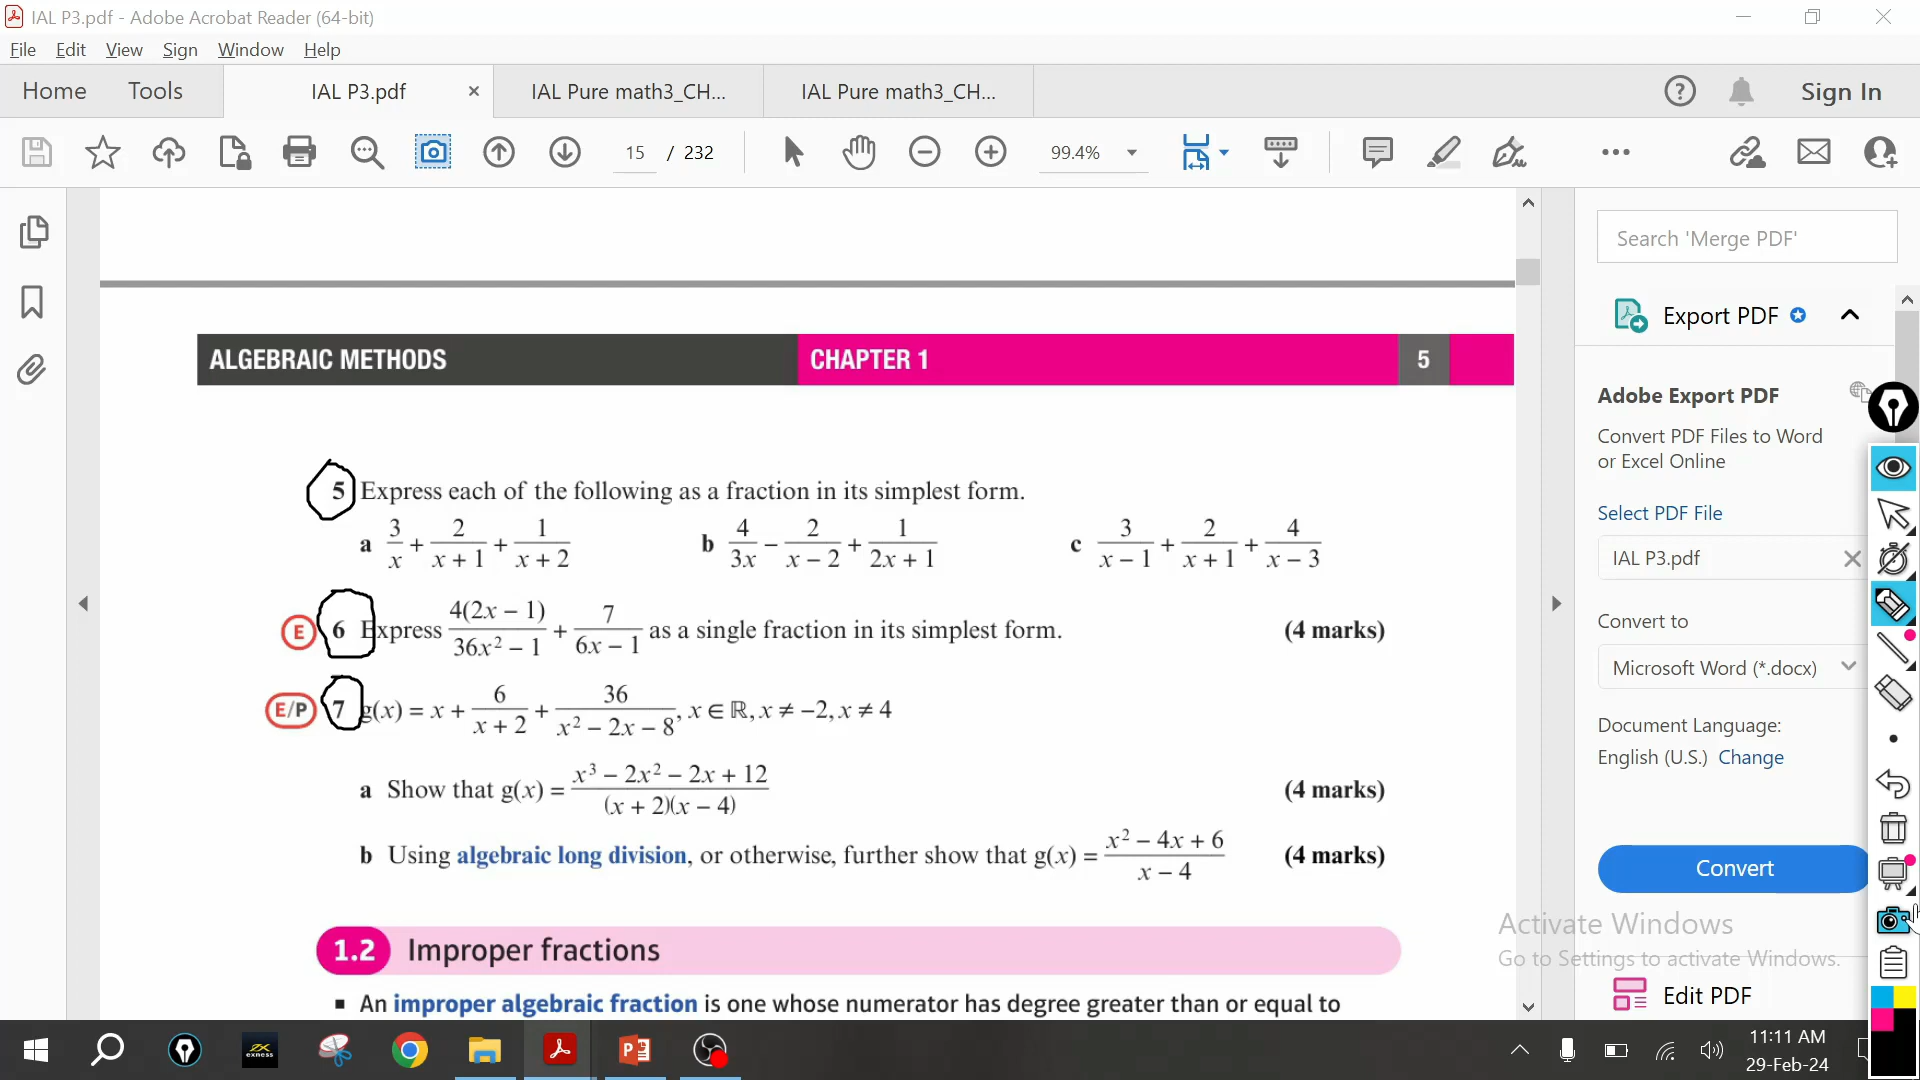 IAL P3.pdf - Adobe Acrobat Reader (64-bit)
File Edit View Sign Window Help
Home Tools IAL P3.pdf × IAL Pure math3_CH... IAL Pure math3_CH... Sign In
15 / 232 99.4%
Search 'Merge PDF'
Export PDF
Adobe Export PDF
Convert PDF Files to Word
or Excel Online
Select PDF File
IAL P3.pdf
Convert to
Microsoft Word (*.docx)
Document Language:
English (U.S.) Change
Convert
Edit PDF
ALGEBRAIC METHODS CHAPTER 1 5
5 Express each of the following as a fraction in its simplest form.
a 3/x + 2/(x + 1) + 1/(x + 2) b 4/3x − 2/(x − 2) + 1/(2x + 1) c 3/(x − 1) + 2/(x + 1) + 4/(x − 3)
E 6 Express 4(2x − 1)/(36x² − 1) + 7/(6x − 1) as a single fraction in its simplest form. (4 marks)
E/P 7 g(x) = x + 6/(x + 2) + 36/(x² − 2x − 8), x ∈ ℝ, x ≠ −2, x ≠ 4
a Show that g(x) = (x³ − 2x² − 2x + 12)/((x + 2)(x − 4)) (4 marks)
b Using algebraic long division, or otherwise, further show that g(x) = (x² − 4x + 6)/(x − 4) (4 marks)
1.2 Improper fractions
▪ An improper algebraic fraction is one whose numerator has degree greater than or equal to
Activate Windows
Go to Settings to activate Windows.
exness
11:11 AM
29-Feb-24